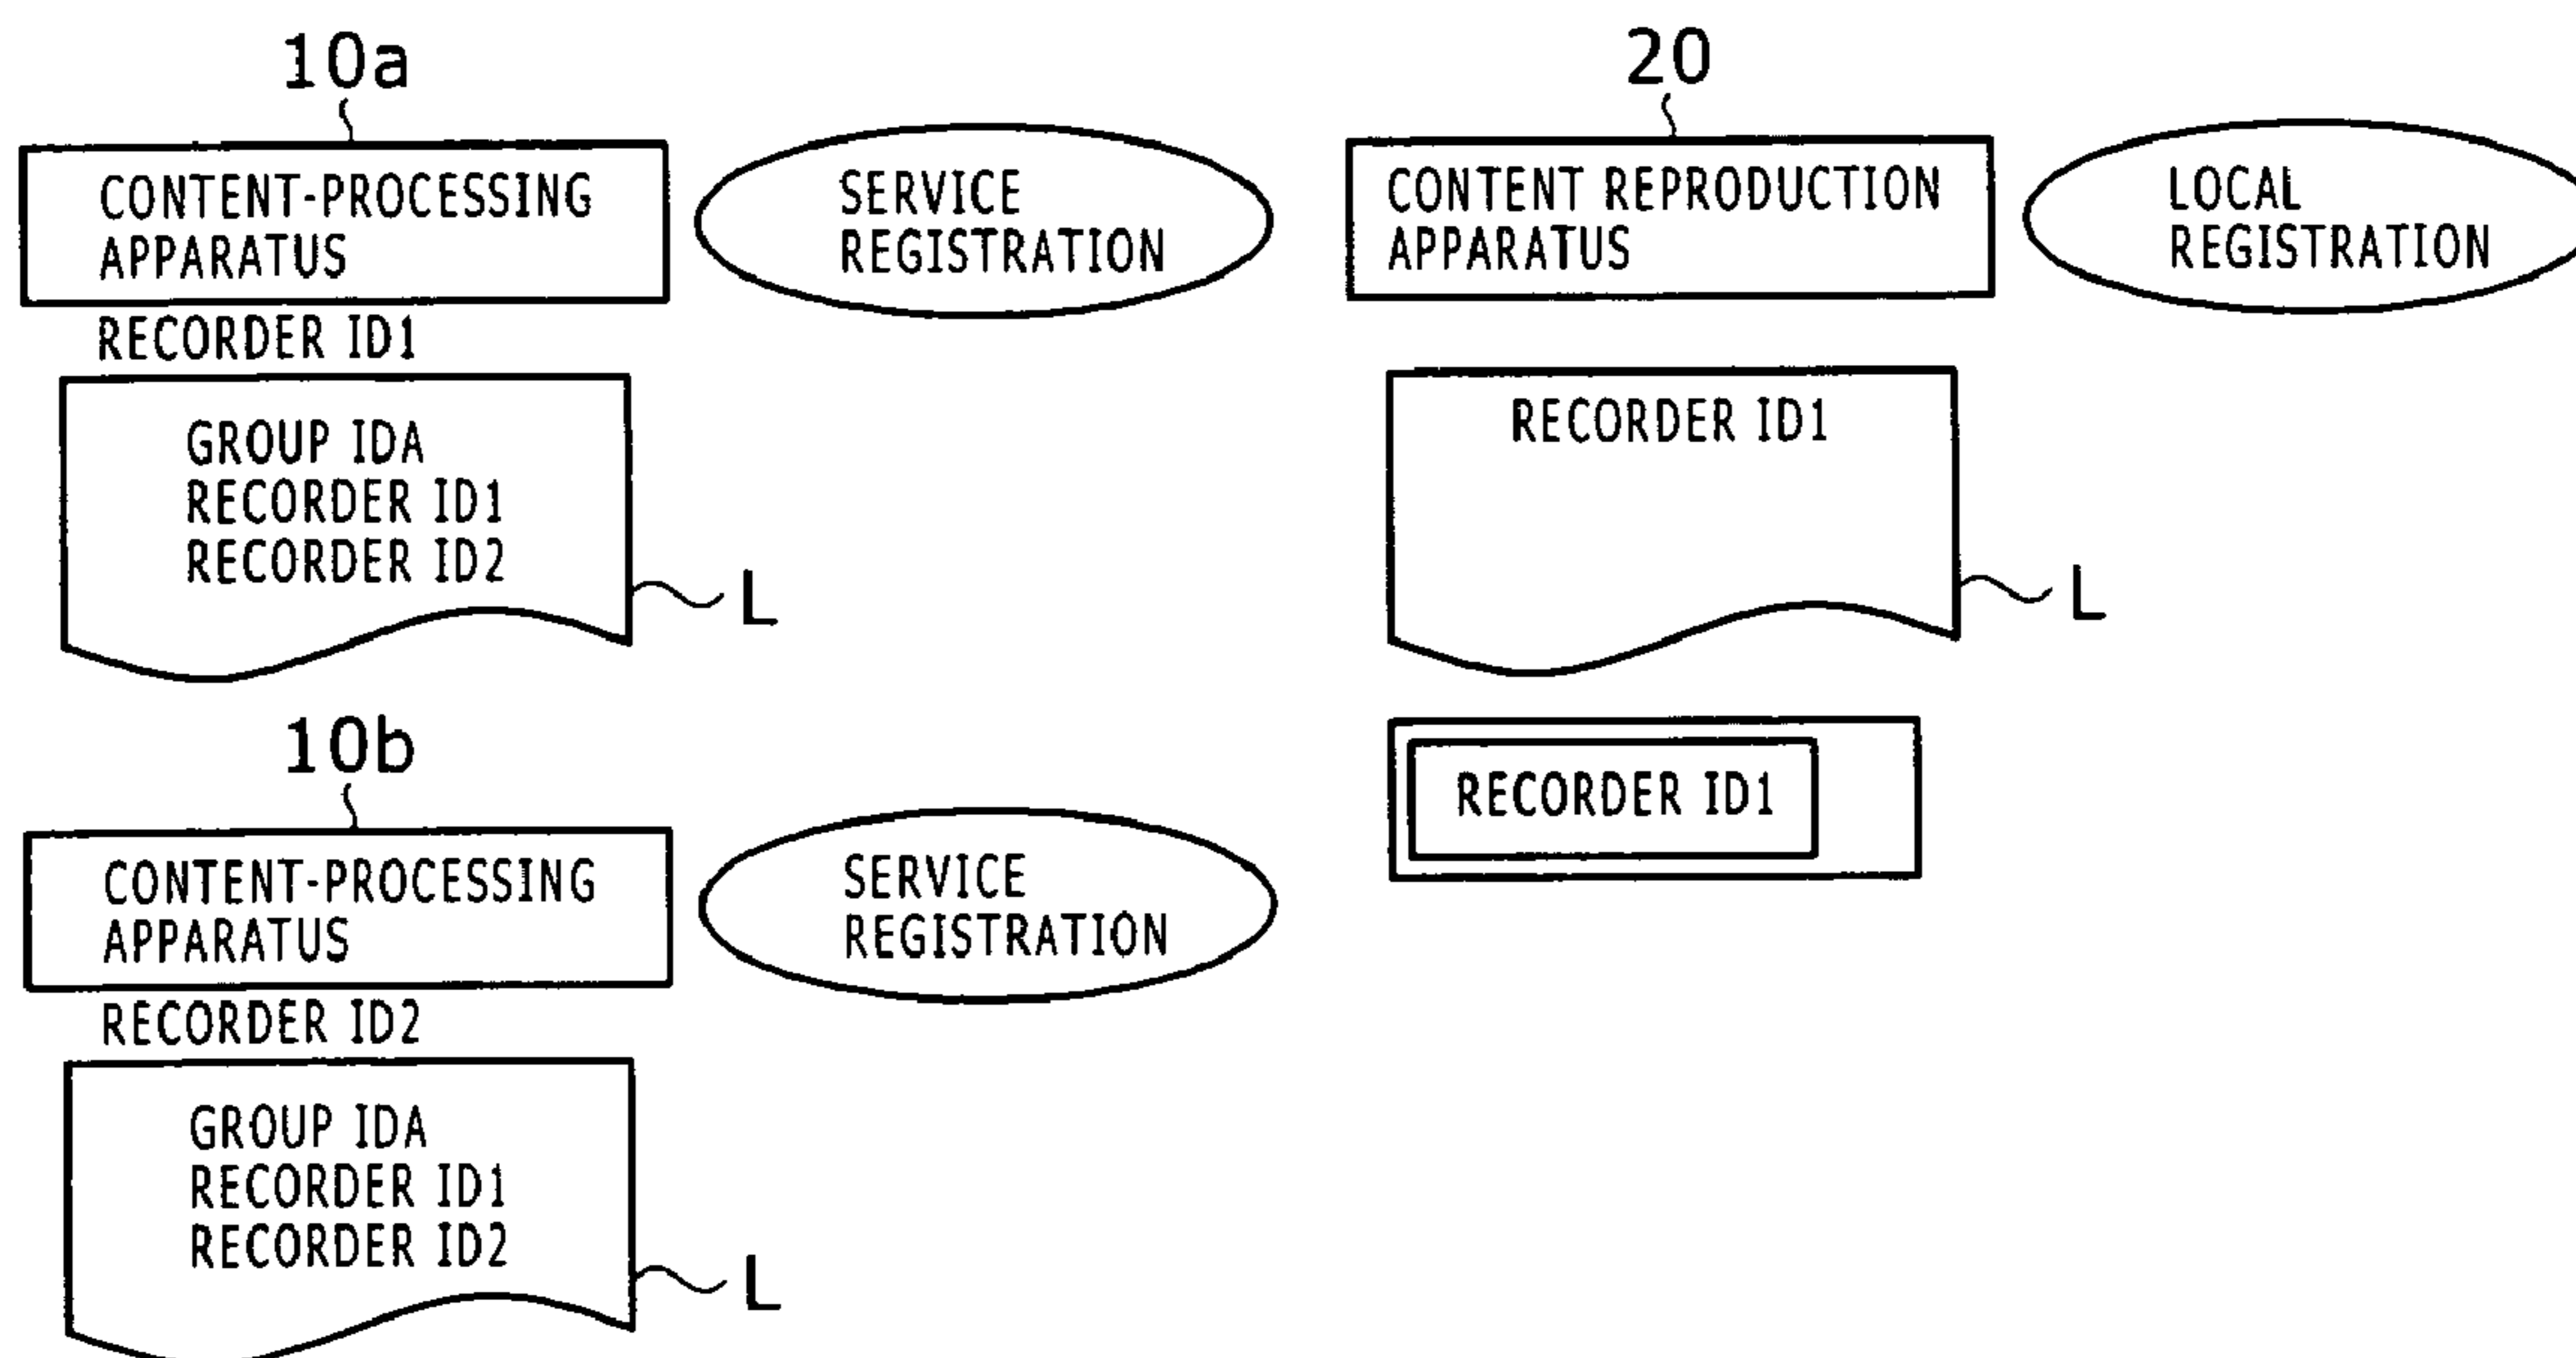 10a
CONTENT-PROCESSING
APPARATUS
SERVICE
REGISTRATION
RECORDER ID1
GROUP IDA
RECORDER ID1
RECORDER ID2
L
10b
CONTENT-PROCESSING
APPARATUS
SERVICE
REGISTRATION
RECORDER ID2
GROUP IDA
RECORDER ID1
RECORDER ID2
L
20
CONTENT REPRODUCTION
APPARATUS
LOCAL
REGISTRATION
RECORDER ID1
L
RECORDER ID1